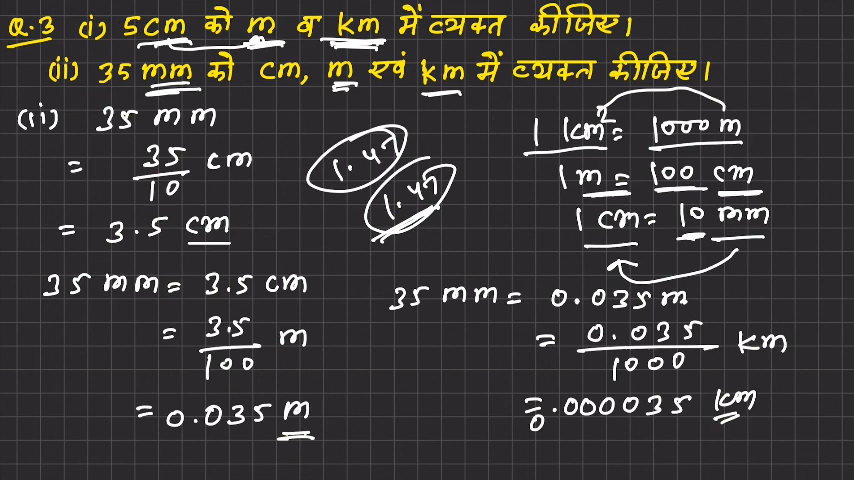 Q.3 (i) 5cm को m व km में व्यक्त कीजिए।
(ii) 35 mm को cm, m एवं km में व्यक्त कीजिए।
(ii) 35 mm
= 35/10 cm
= 3.5 cm
35 mm = 3.5 cm
= 3.5/100 m
= 0.035 m
1.47
1.47
1 1cm² = 1000 m
1 m = 100 cm
1 cm = 10 mm
35 mm = 0.035 m
= 0.035/1000 km
= 0.000035 km